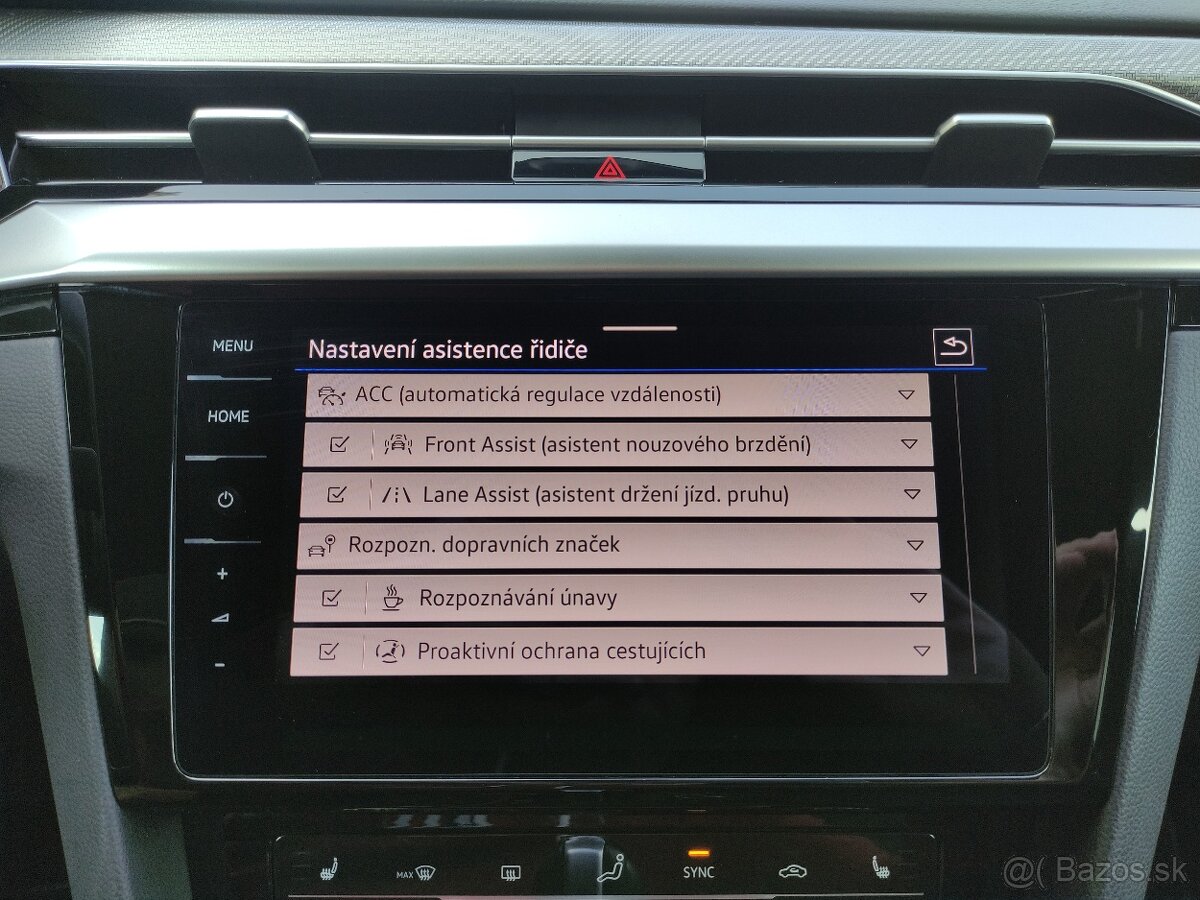 MENU
Nastavení asistence řidiče
ACC (automatická regulace vzdálenosti)
HOME
Front Assist (asistent nouzového brzdění)
Lane Assist (asistent držení jízd. pruhu)
Rozpozn. dopravních značek
+
Rozpoznávání únavy
Proaktivní ochrana cestujících
-
MAX
SYNC
@( Bazos.sk